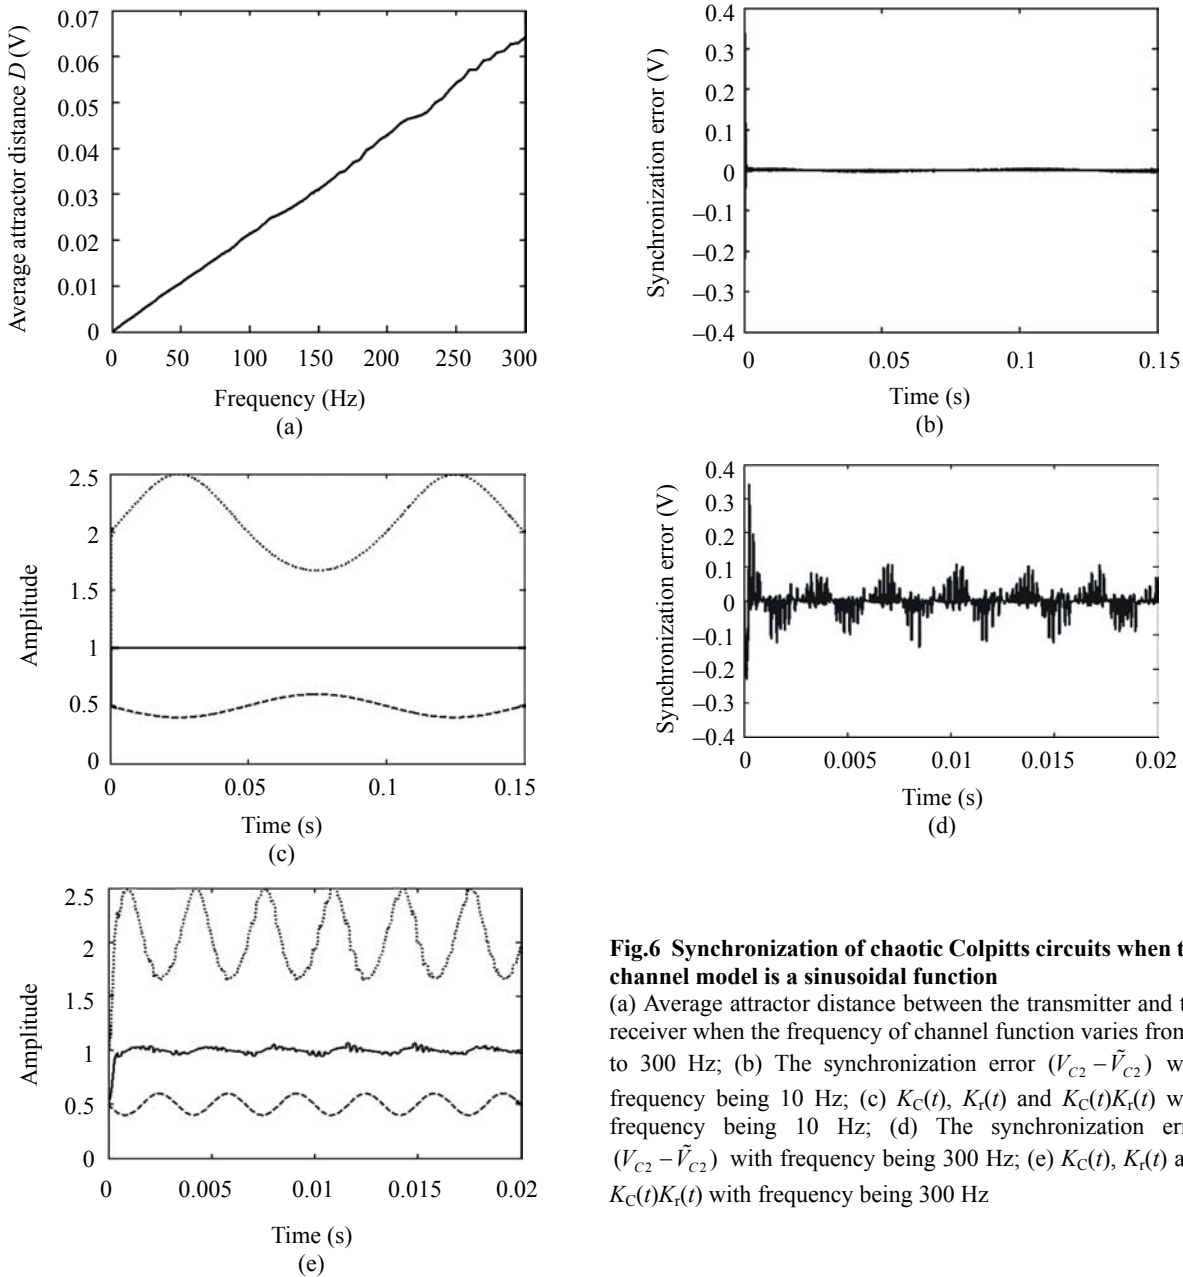 0.07
0.06
0.05
0.04
0.03
0.02
0.01
0
Average attractor distance D (V)
0 50 100 150 200 250 300
Frequency (Hz)
(a)
0.4
0.3
0.2
0.1
0
–0.1
–0.2
–0.3
–0.4
Synchronization error (V)
0 0.05 0.1 0.15
Time (s)
(b)
2.5
2
1.5
1
0.5
0
Amplitude
0 0.05 0.1 0.15
Time (s)
(c)
0.4
0.3
0.2
0.1
0
–0.1
–0.2
–0.3
–0.4
Synchronization error (V)
0 0.005 0.01 0.015 0.02
Time (s)
(d)
2.5
2
1.5
1
0.5
0
Amplitude
0 0.005 0.01 0.015 0.02
Time (s)
(e)
Fig.6 Synchronization of chaotic Colpitts circuits when t
channel model is a sinusoidal function
(a) Average attractor distance between the transmitter and t
receiver when the frequency of channel function varies from
to 300 Hz; (b) The synchronization error (V_{C2} – Ṽ_{C2}) w
frequency being 10 Hz; (c) K_C(t), K_r(t) and K_C(t)K_r(t) w
frequency being 10 Hz; (d) The synchronization err
(V_{C2} – Ṽ_{C2}) with frequency being 300 Hz; (e) K_C(t), K_r(t) a
K_C(t)K_r(t) with frequency being 300 Hz